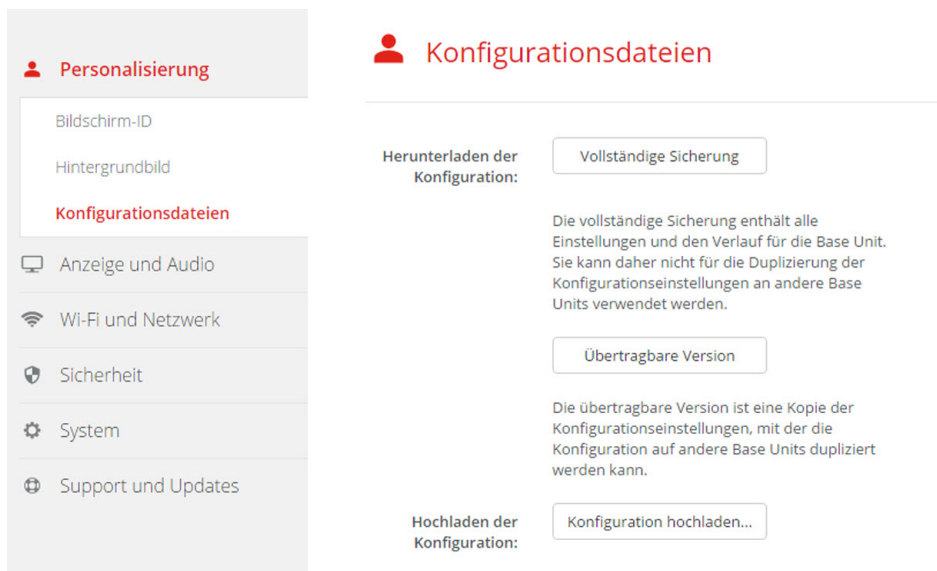 Personalisierung
Bildschirm-ID
Hintergrundbild
Konfigurationsdateien
Anzeige und Audio
Wi-Fi und Netzwerk
Sicherheit
System
Support und Updates
Konfigurationsdateien
Herunterladen der
Konfiguration:
Vollständige Sicherung
Die vollständige Sicherung enthält alle
Einstellungen und den Verlauf für die Base Unit.
Sie kann daher nicht für die Duplizierung der
Konfigurationseinstellungen an andere Base
Units verwendet werden.
Übertragbare Version
Die übertragbare Version ist eine Kopie der
Konfigurationseinstellungen, mit der die
Konfiguration auf andere Base Units dupliziert
werden kann.
Hochladen der
Konfiguration:
Konfiguration hochladen...